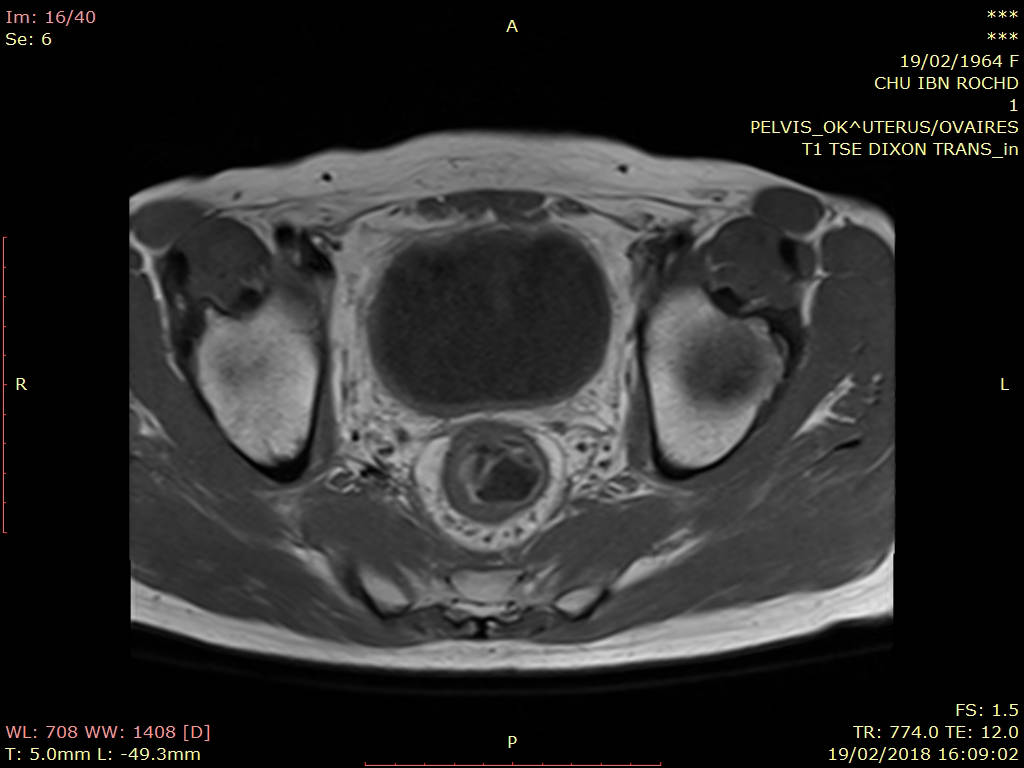 Im: 16/40
Se: 6
A
***
***
19/02/1964 F
CHU IBN ROCHD
1
PELVIS_OK^UTERUS/OVAIRES
T1 TSE DIXON TRANS_in
R
L
WL: 708 WW: 1408 [D]
T: 5.0mm L: -49.3mm
P
FS: 1.5
TR: 774.0 TE: 12.0
19/02/2018 16:09:02